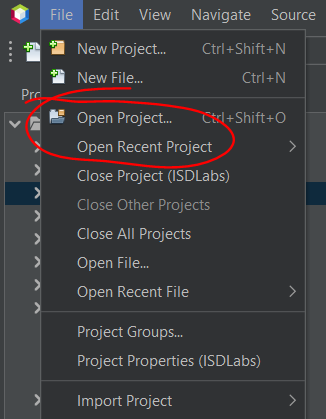 File Edit View Navigate Source
New Project... Ctrl+Shift+N
New File... Ctrl+N
Pro
Open Project... Ctrl+Shift+O
Open Recent Project
Close Project (ISDLabs)
Close Other Projects
Close All Projects
Open File...
Open Recent File
Project Groups...
Project Properties (ISDLabs)
Import Project